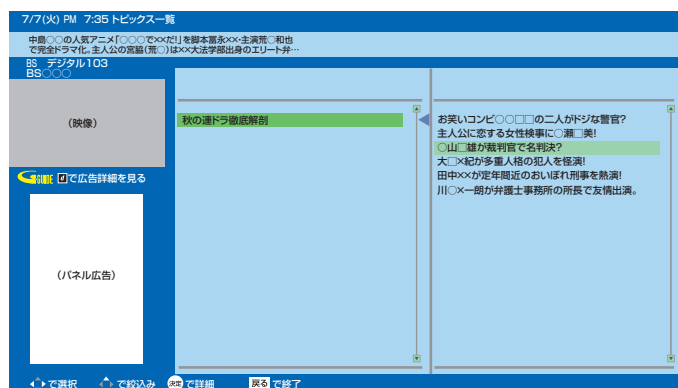 7/7(火) PM 7:35 トピックス一覧
中島○○の人気アニメ「○○○で××だ!」を脚本冨永××・主演荒○和也
で完全ドラマ化。主人公の宮脇(荒○)は××大法学部出身のエリート弁…
BS デジタル103
BS○○○
(映像)
G GUIDE dで広告詳細を見る
(パネル広告)
秋の連ドラ徹底解剖
お笑いコンビ○○□□の二人がドジな警官?
主人公に恋する女性検事に○瀬□美!
○山□雄が裁判官で名判決?
大□×紀が多重人格の犯人を怪演!
田中××が定年間近のおいぼれ刑事を熱演!
川○×一朗が弁護士事務所の所長で友情出演。
で選択 で絞込み 決定で詳細 戻るで終了